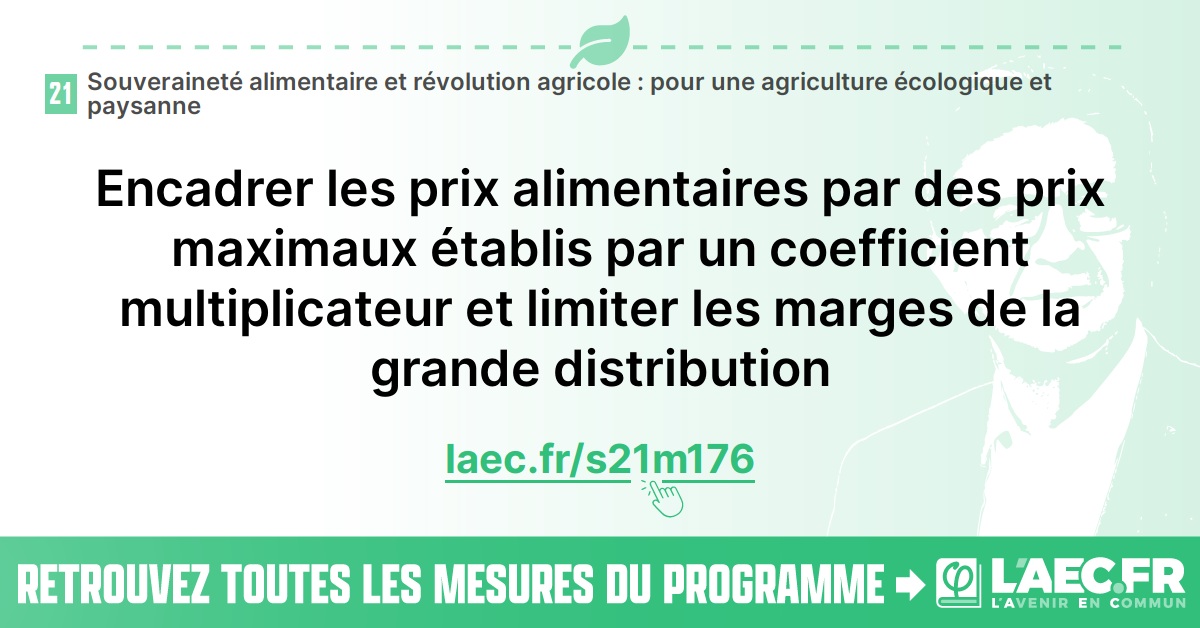 21
Souveraineté alimentaire et révolution agricole : pour une agriculture écologique et
paysanne
Encadrer les prix alimentaires par des prix
maximaux établis par un coefficient
multiplicateur et limiter les marges de la
grande distribution
laec.fr/s21m176
RETROUVEZ TOUTES LES MESURES DU PROGRAMME
φ
L'AEC.FR
L'AVENIR EN COMMUN